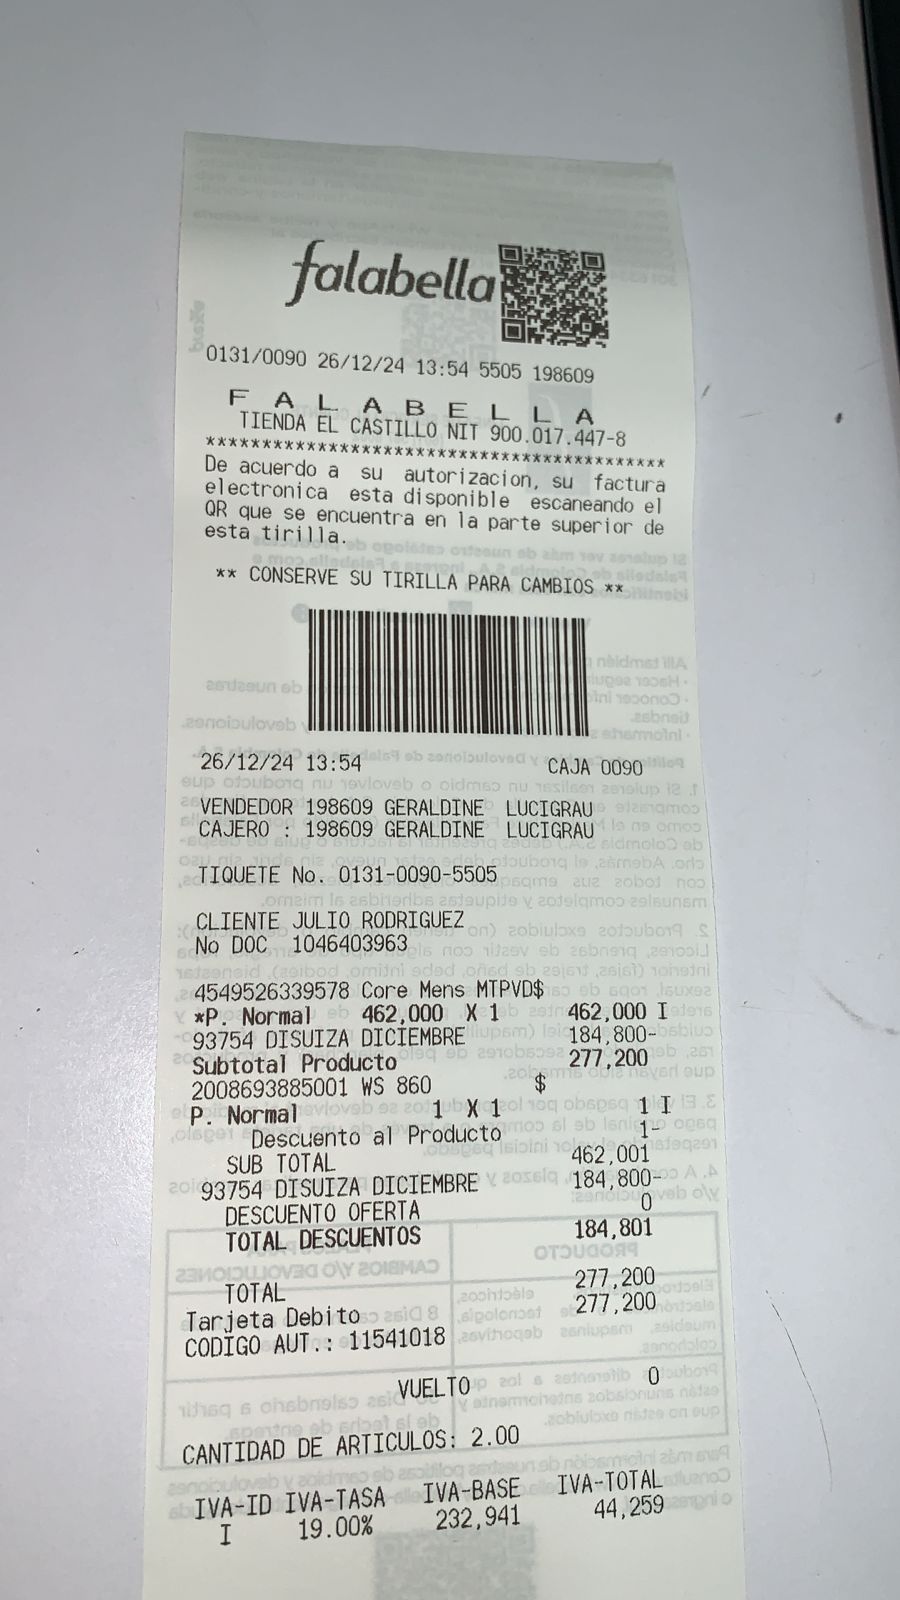 falabella
0131/0090 26/12/24 13:54 5505 198609
F A L A B E L L A
TIENDA EL CASTILLO NIT 900.017.447-8
*****************************************
De acuerdo a su autorizacion, su factura
electronica esta disponible escaneando el
QR que se encuentra en la parte superior de
esta tirilla.
** CONSERVE SU TIRILLA PARA CAMBIOS **
26/12/24 13:54 CAJA 0090
VENDEDOR 198609 GERALDINE LUCIGRAU
CAJERO : 198609 GERALDINE LUCIGRAU
TIQUETE No. 0131-0090-5505
CLIENTE JULIO RODRIGUEZ
No DOC 1046403963
4549526339578 Core Mens MTPVD$
*P. Normal 462,000 X 1 462,000 I
93754 DISUIZA DICIEMBRE 184,800-
Subtotal Producto 277,200
2008693885001 WS 860 $
P. Normal 1 X 1 1 I
Descuento al Producto 1-
SUB TOTAL 462,001
93754 DISUIZA DICIEMBRE 184,800-
DESCUENTO OFERTA 0
TOTAL DESCUENTOS 184,801
TOTAL 277,200
Tarjeta Debito 277,200
CODIGO AUT.: 11541018
VUELTO 0
CANTIDAD DE ARTICULOS: 2.00
IVA-ID IVA-TASA IVA-BASE IVA-TOTAL
I 19.00% 232,941 44,259